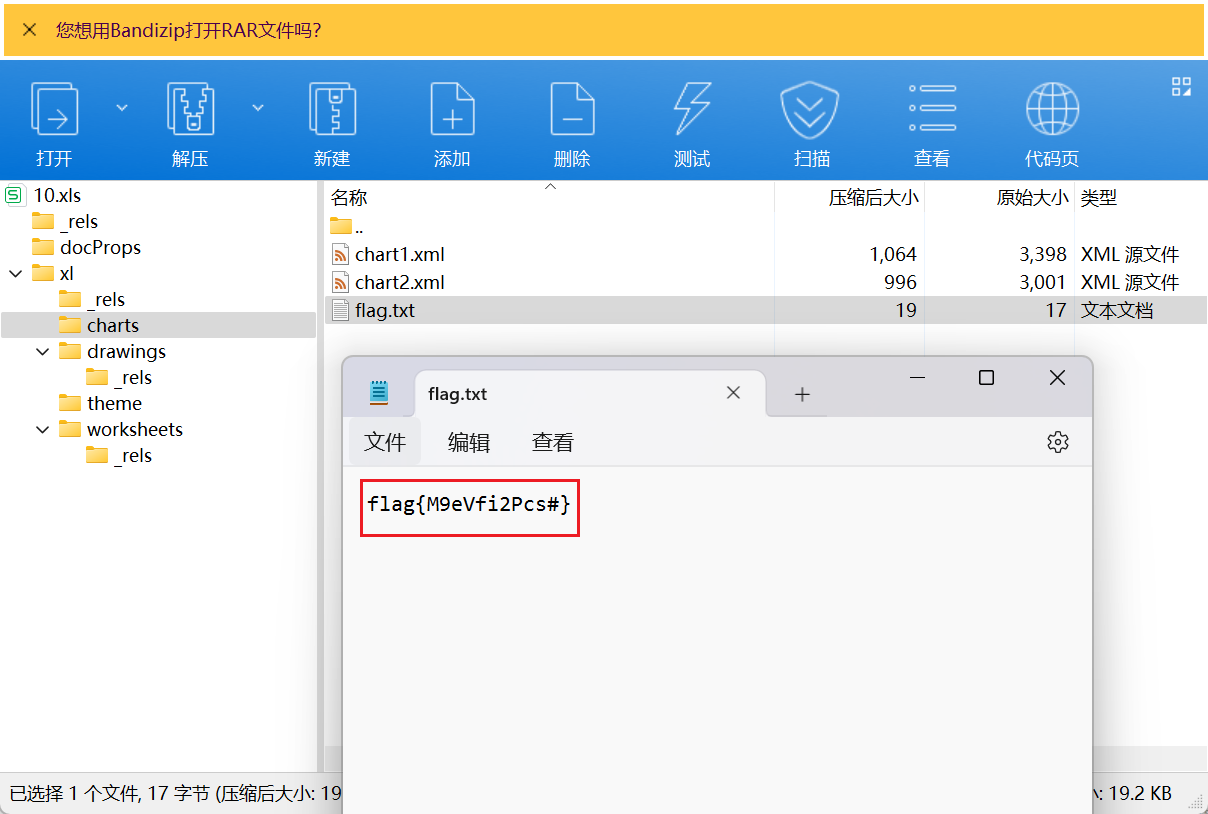 您想用Bandizip打开RAR文件吗?
打开
解压
新建
添加
删除
测试
扫描
查看
代码页
10.xls
_rels
docProps
xl
_rels
charts
drawings
_rels
theme
worksheets
_rels
名称 压缩后大小 原始大小 类型
..
chart1.xml 1,064 3,398 XML 源文件
chart2.xml 996 3,001 XML 源文件
flag.txt 19 17 文本文档
flag.txt
文件 编辑 查看
flag{M9eVfi2Pcs#}
已选择 1 个文件, 17 字节 (压缩后大小: 19
: 19.2 KB